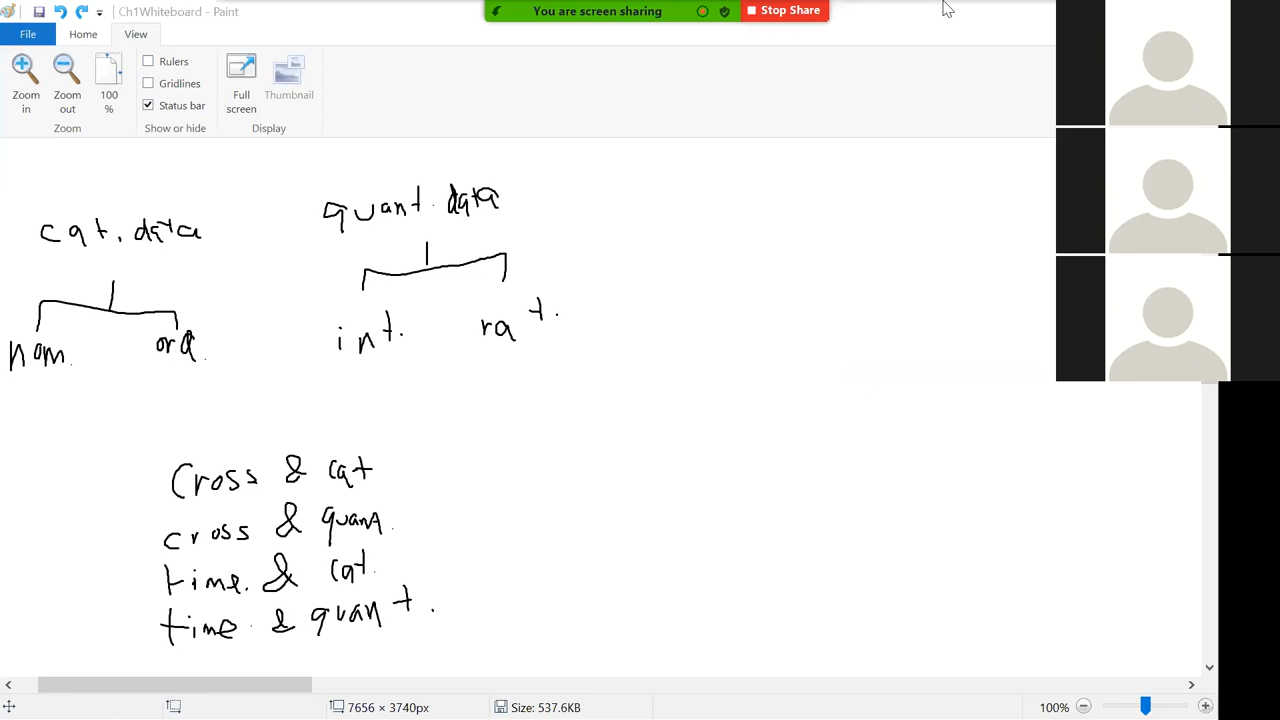 Ch1Whiteboard - Paint
You are screen sharing
Stop Share
File Home View
Zoom in
Zoom out
100 %
Rulers
Gridlines
Status bar
Full screen
Thumbnail
Zoom
Show or hide
Display
cat. data
quant. data
nom.
ord.
int.
rat.
Cross & cat
cross & quant.
time. & cat.
time. & quant.
7656 × 3740px
Size: 537.6KB
100%